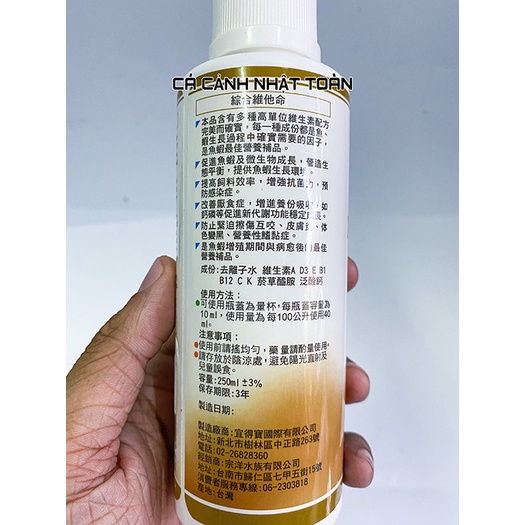 CÁ CẢNH NHẬT TOÀN
綜合維他命
本品含有多種高單位維生素配方
完美而確實，每一種成份都是魚、
蝦生長過程中確實需要的因子，
是魚蝦最佳營養補品。
促進魚蝦及微生物成長，營造生
態平衡，提供魚蝦生長環境。
提高飼料效率，增強抗菌力，預
防感染症。
改善厭食症，增進養份吸收，如
鈣磷等促進新代謝功能穩定成長。
防止緊迫擦傷互咬、皮膚炎、体
色變黑、營養性鰭黏症。
是魚蝦增殖期間與病癒後的最佳
營養補品。
成份：去離子水 維生素A D3 E B1
B12 C K 菸草醯胺 泛酸鈣
使用方法：
可使用瓶蓋為量杯，每瓶蓋容量為
10ml，使用量為每100公升使用40
ml。
注意事項：
使用前請搖均勻，藥量請酌量使用。
請存放於陰涼處，避免陽光直射及
兒童誤食。
容量：250ml ±3%
保存期限：3年
製造日期：
製造廠商：宜得寶國際有限公司
地址：新北市樹林區中正路263號
電話：02-26828360
經銷商：宗洋水族有限公司
地址：台南市歸仁區七甲五街15號
消費者服務專線：06-2303818
產地：台灣